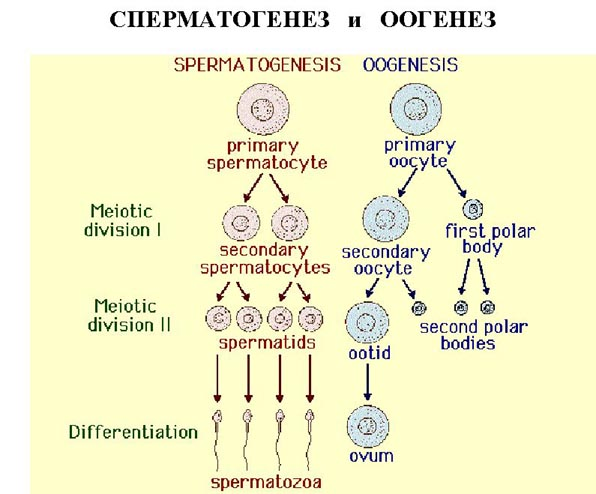 СПЕРМАТОГЕНЕЗ и ООГЕНЕЗ
SPERMATOGENESIS OOGENESIS
primary
spermatocyte
primary
oocyte
Meiotic
division I
secondary
spermatocytes
secondary
oocyte
first polar
body
Meiotic
division II
spermatids
ootid
second polar
bodies
Differentiation
spermatozoa
ovum